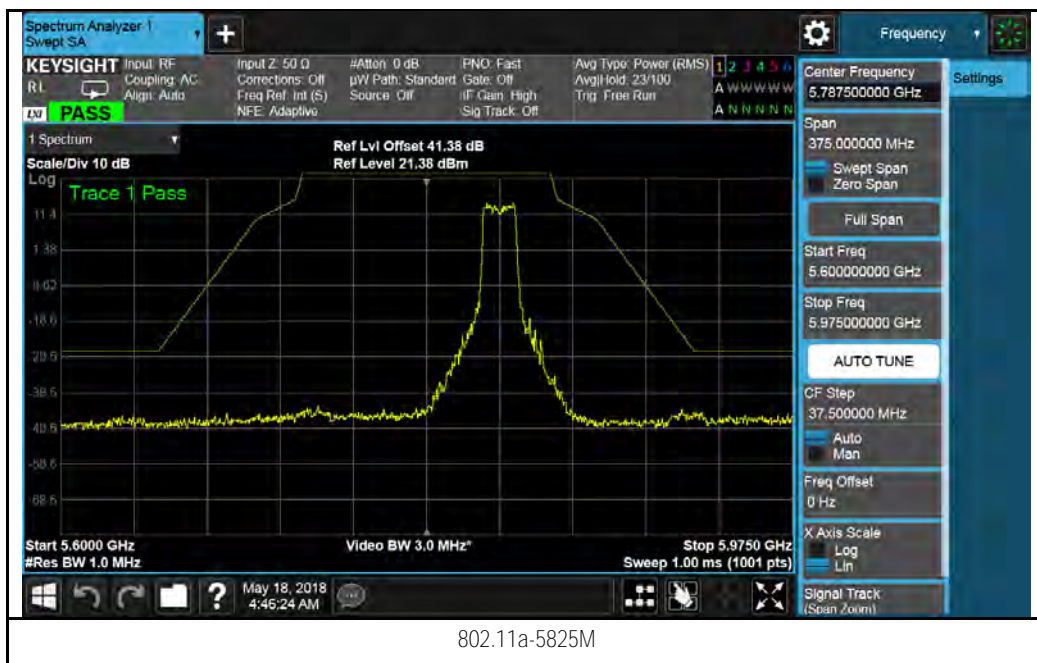 Spectrum Analyzer 1
Swept SA
+
Frequency
KEYSIGHT
RL
LXI
PASS
Input: RF
Coupling: AC
Align: Auto
Input Z: 50 Ω
Corrections: Off
Freq Ref: Int (S)
NFE: Adaptive
#Atten: 0 dB
µW Path: Standard
Source: Off
PNO: Fast
Gate: Off
IF Gain: High
Sig Track: Off
Avg Type: Power (RMS)
Avg|Hold: 23/100
Trig: Free Run
1 2 3 4 5 6
A W W W W W
A N N N N N
1 Spectrum
Scale/Div 10 dB
Log
Ref Lvl Offset 41.38 dB
Ref Level 21.38 dBm
Trace 1 Pass
11.4
1.38
-8.62
-18.6
-28.6
-38.6
-48.6
-58.6
-68.6
Start 5.6000 GHz
#Res BW 1.0 MHz
Video BW 3.0 MHz*
Stop 5.9750 GHz
Sweep 1.00 ms (1001 pts)
Center Frequency
5.787500000 GHz
Settings
Span
375.000000 MHz
Swept Span
Zero Span
Full Span
Start Freq
5.600000000 GHz
Stop Freq
5.975000000 GHz
AUTO TUNE
CF Step
37.500000 MHz
Auto
Man
Freq Offset
0 Hz
X Axis Scale
Log
Lin
Signal Track
(Span Zoom)
?
May 18, 2018
4:46:24 AM
802.11a-5825M